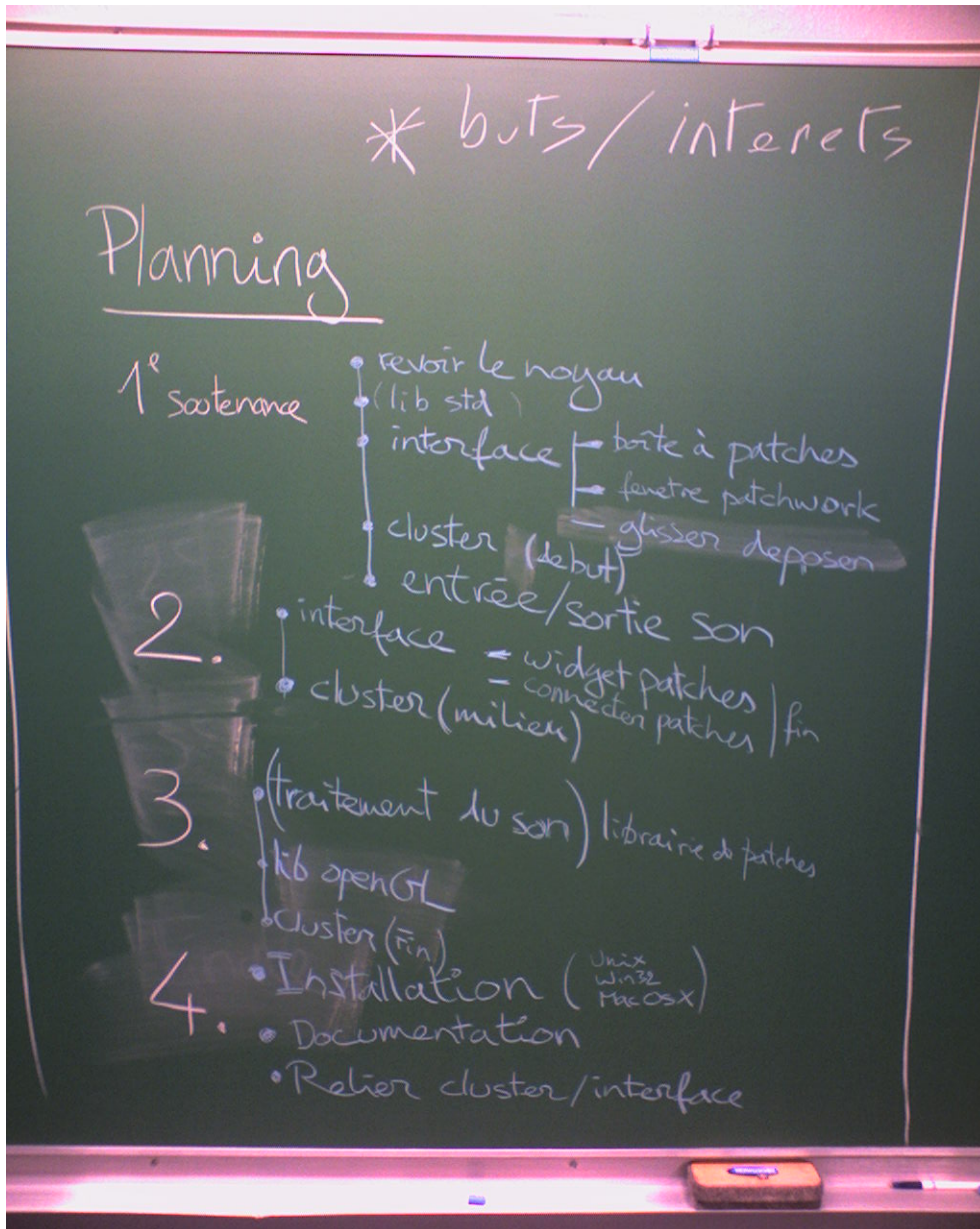 * buts / interets
Planning
1e soutenance
• revoir le noyau
• (lib std)
• interface
- boîte à patches
- fenetre patchwork
- glisser deposer
• cluster (debut)
• entrée/sortie son
2.
• interface
- widget patches
- connecter patches | fin
• cluster (milieu)
3.
• (traitement du son) librairie de patches
• lib openGL
• cluster (fin)
4.
• Installation (Unix
Win32
MacOSX)
• Documentation
• Relier cluster/interface